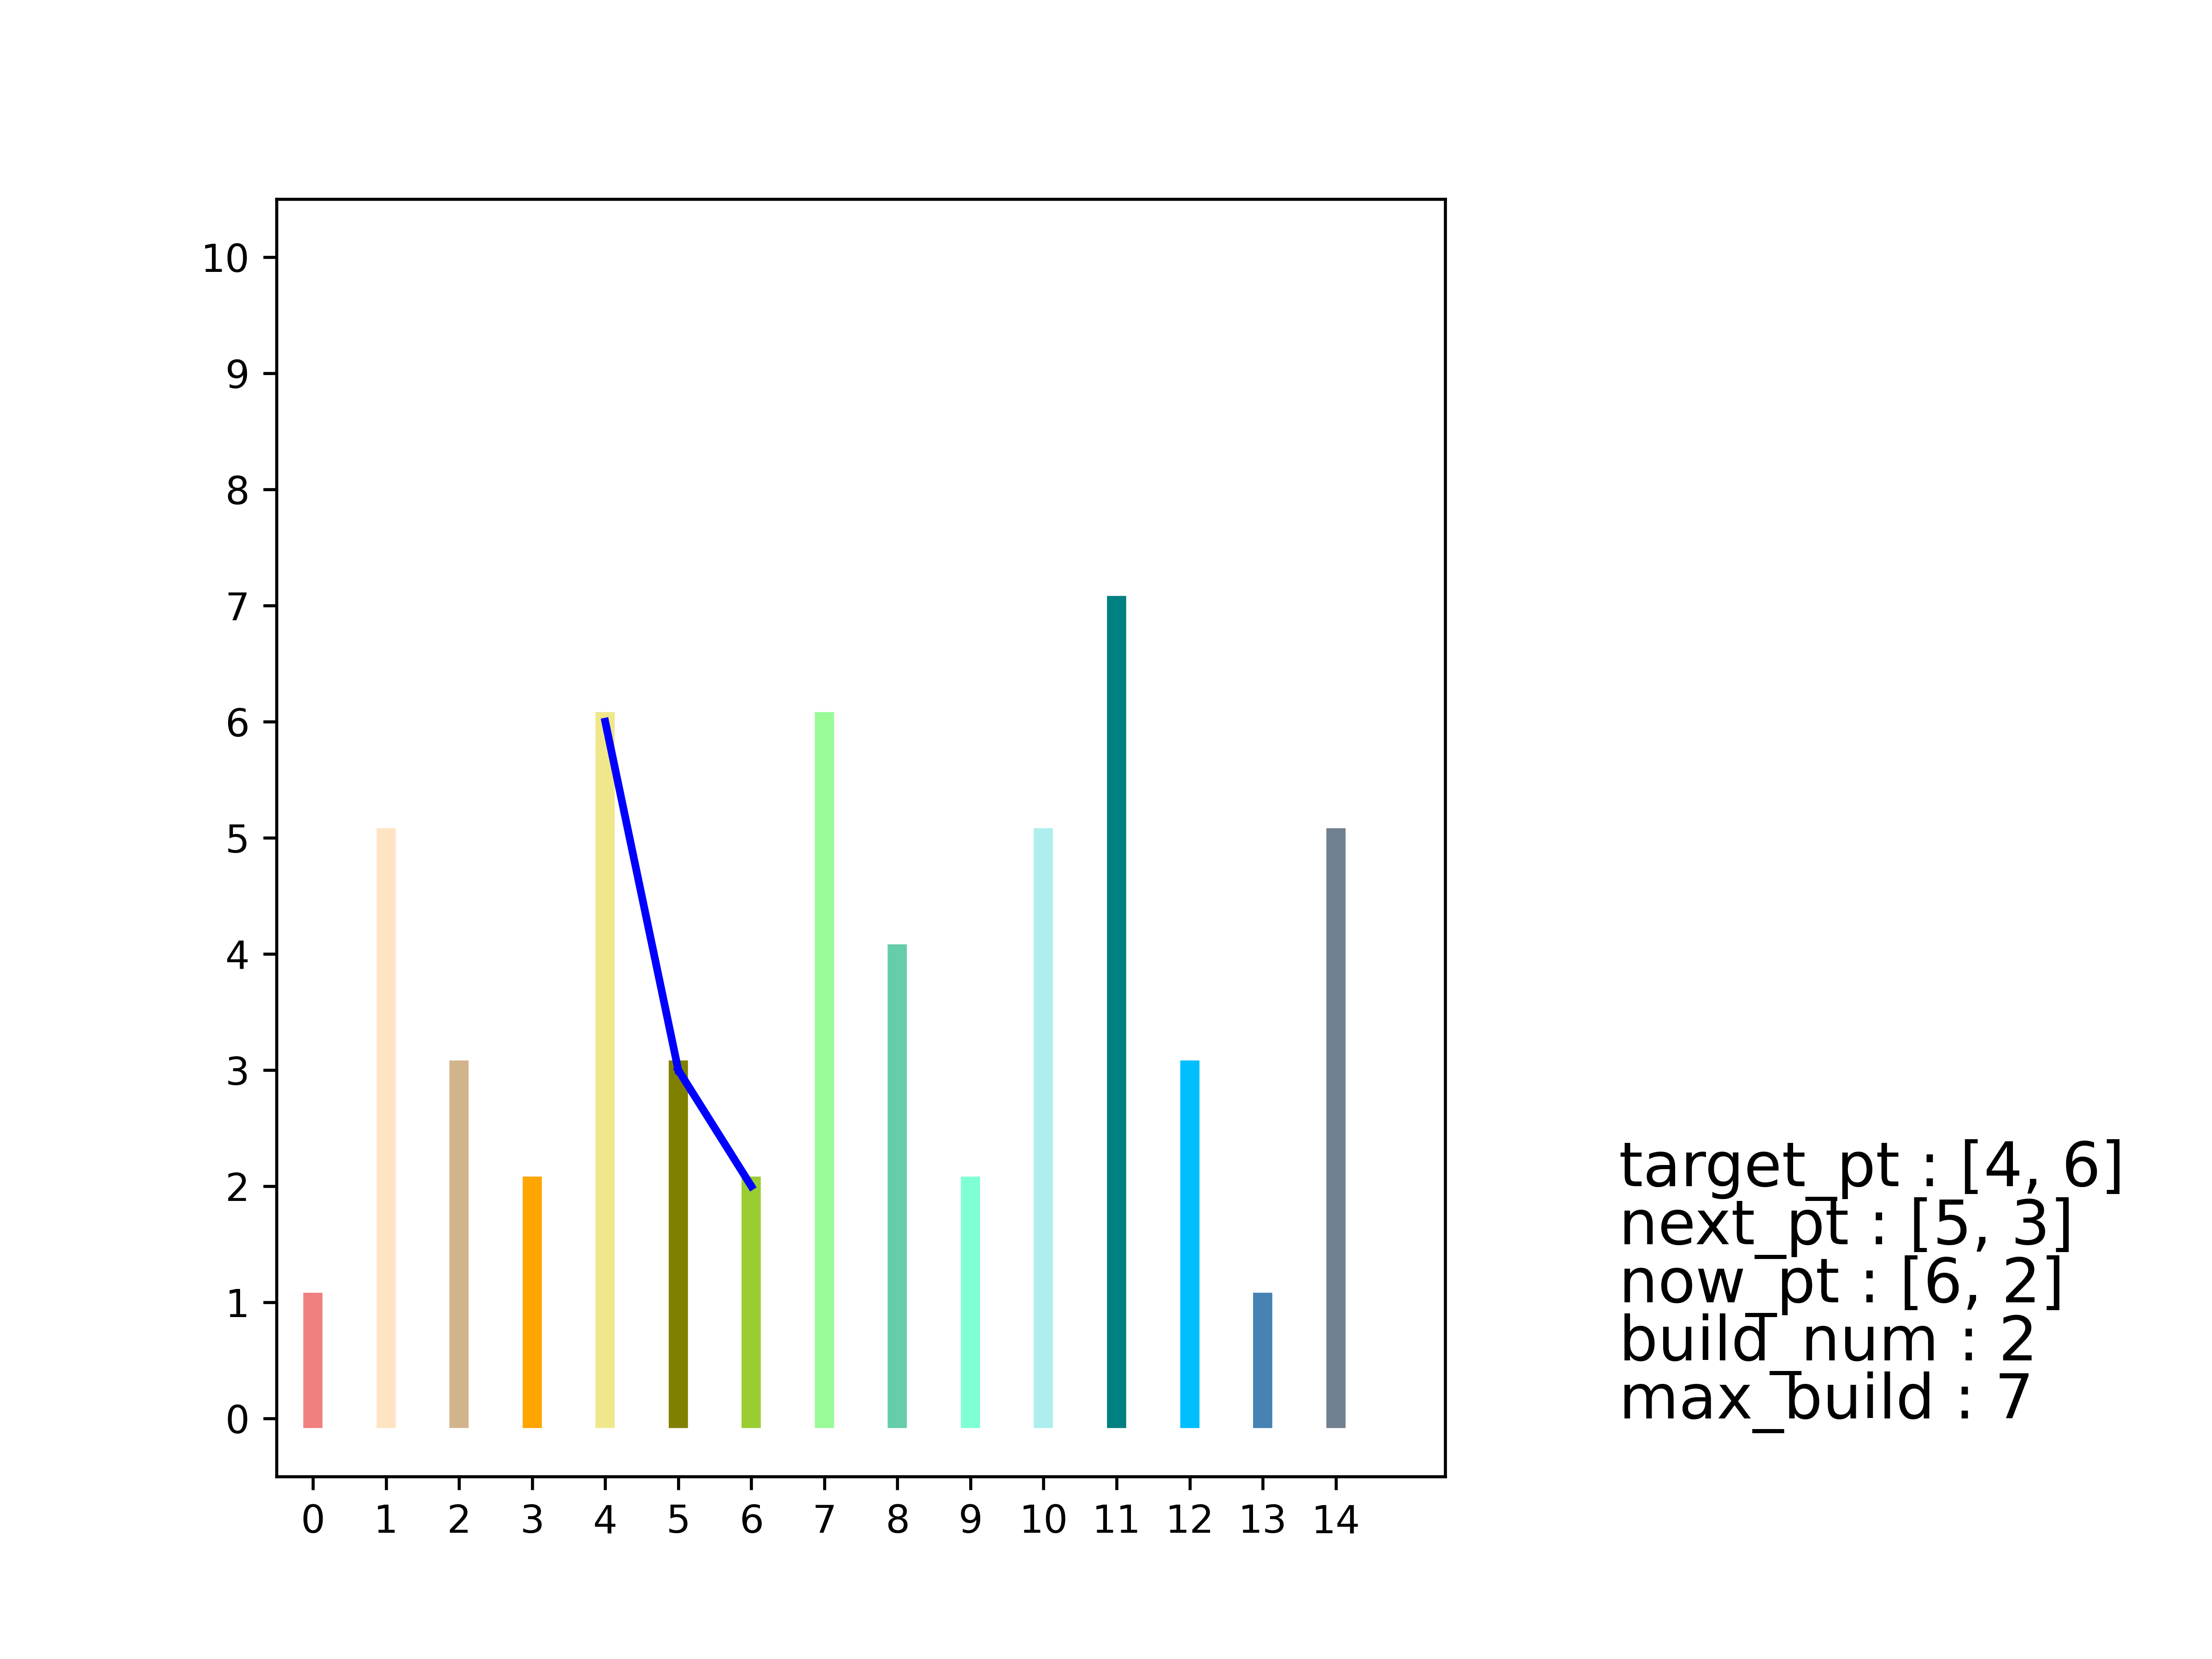 10
9
8
7
6
5
4
3
2
1
0
0 1 2 3 4 5 6 7 8 9 10 11 12 13 14
target_pt : [4, 6]
next_pt : [5, 3]
now_pt : [6, 2]
build_num : 2
max_build : 7